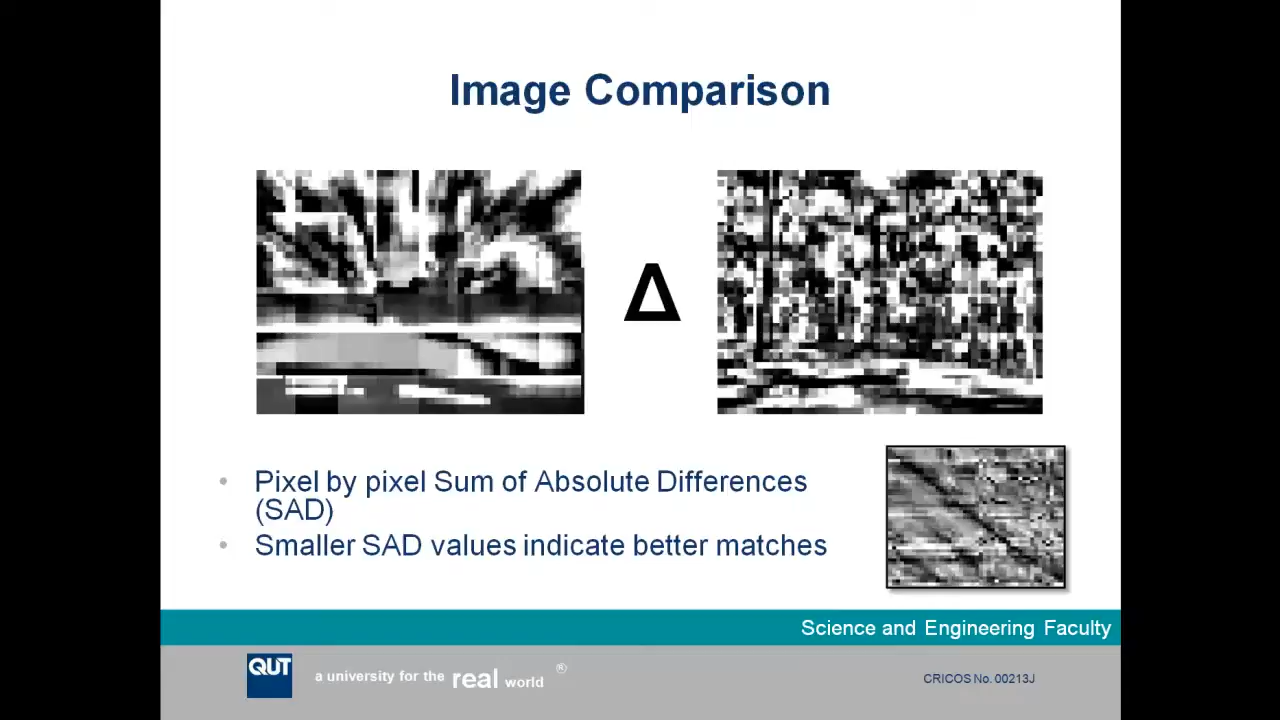 Image Comparison
Δ
• Pixel by pixel Sum of Absolute Differences
(SAD)
• Smaller SAD values indicate better matches
Science and Engineering Faculty
QUT
a university for the real world ®
CRICOS No. 00213J